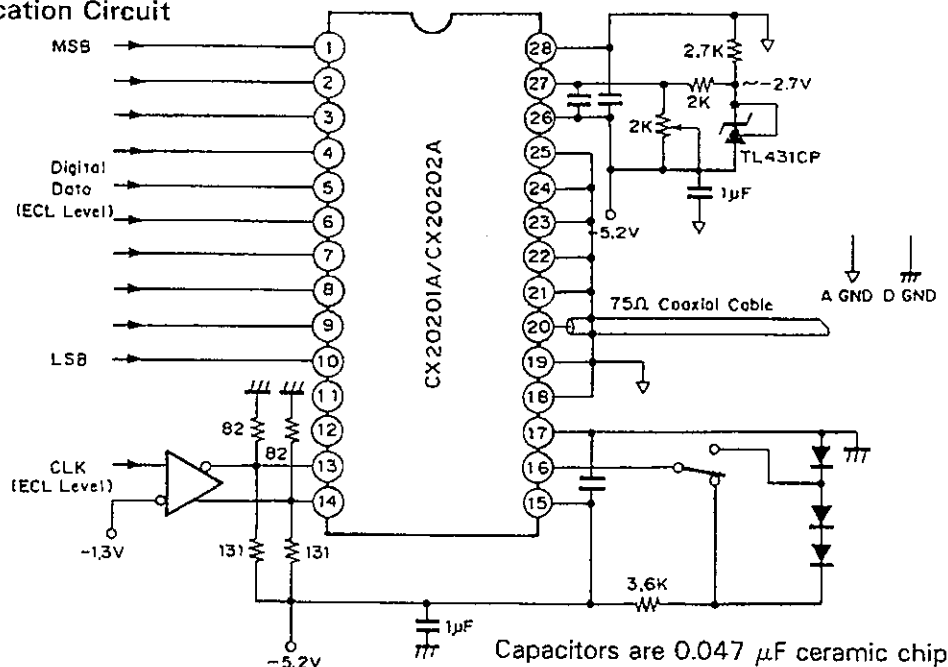 cation Circuit
MSB
Digital
Data
(ECL Level)
LSB
CLK
(ECL Level)
-1.3V
82
82
131
131
-5.2V
1μF
1
2
3
4
5
6
7
8
9
10
11
12
13
14
CX20201A/CX20202A
28
27
26
25
24
23
22
21
20
19
18
17
16
15
2.7K
2K
~-2.7V
2K
TL431CP
1μF
-5.2V
A GND D GND
75Ω Coaxial Cable
3.6K
Capacitors are 0.047 μF ceramic chip